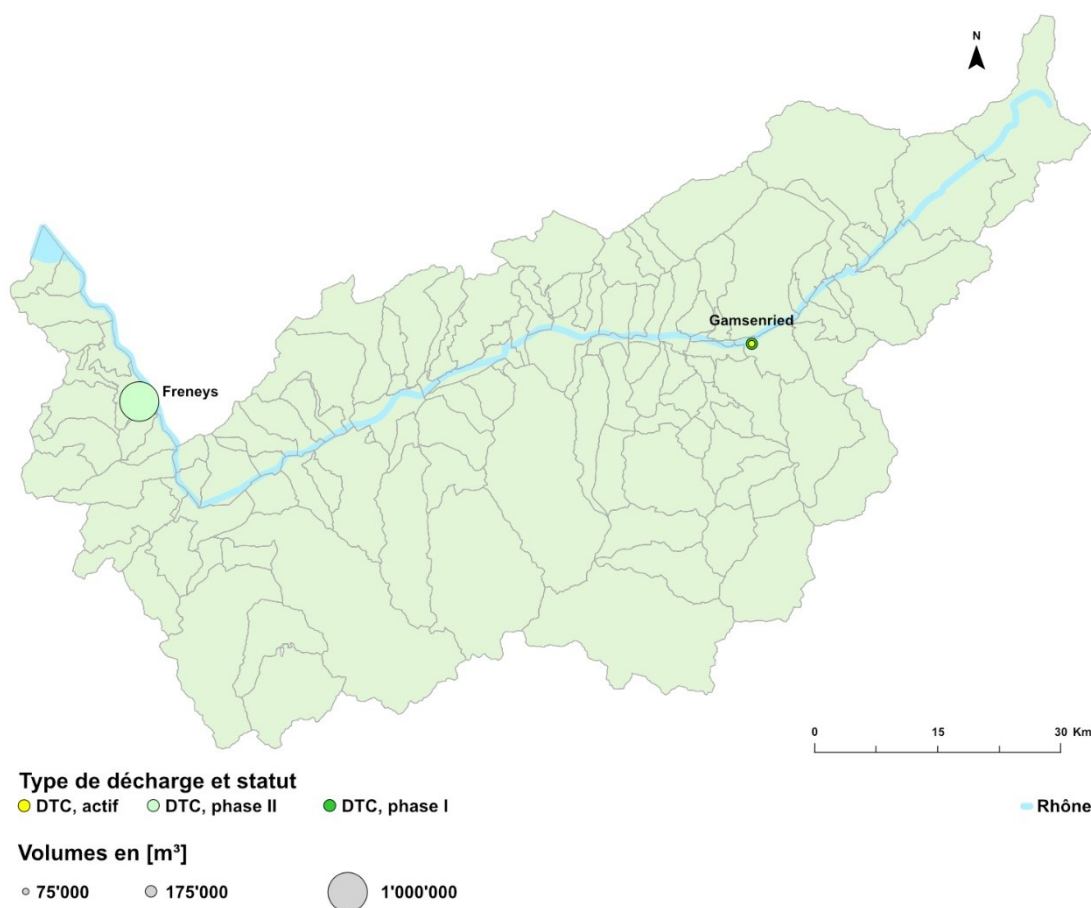 N
Gamsenried
Freneys
0 15 30 Km
Type de décharge et statut
DTC, actif DTC, phase II DTC, phase I
Rhône
Volumes en [m³]
75'000 175'000 1'000'000